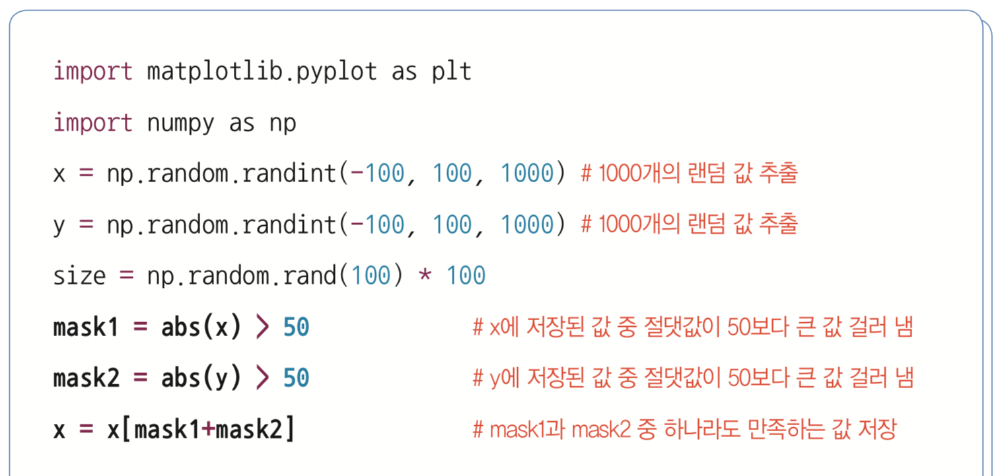 import matplotlib.pyplot as plt
import numpy as np
x = np.random.randint(-100, 100, 1000) # 1000개의 랜덤 값 추출
y = np.random.randint(-100, 100, 1000) # 1000개의 랜덤 값 추출
size = np.random.rand(100) * 100
mask1 = abs(x) > 50 # x에 저장된 값 중 절댓값이 50보다 큰 값 걸러 냄
mask2 = abs(y) > 50 # y에 저장된 값 중 절댓값이 50보다 큰 값 걸러 냄
x = x[mask1+mask2] # mask1과 mask2 중 하나라도 만족하는 값 저장